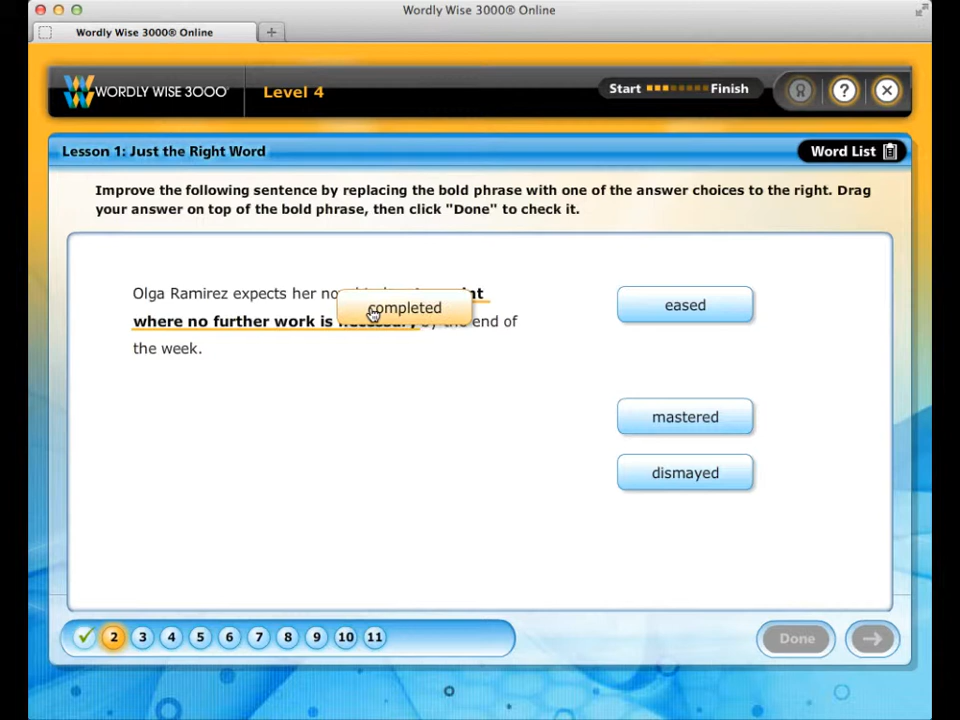 Wordly Wise 3000® Online
Wordly Wise 3000® Online
WORDLY WISE 3000®
Level 4
Start
Finish
?
Lesson 1: Just the Right Word
Word List
Improve the following sentence by replacing the bold phrase with one of the answer choices to the right. Drag
your answer on top of the bold phrase, then click "Done" to check it.
Olga Ramirez expects her
where no further work is by the end of
the week.
completed
eased
mastered
dismayed
2 3 4 5 6 7 8 9 10 11
Done